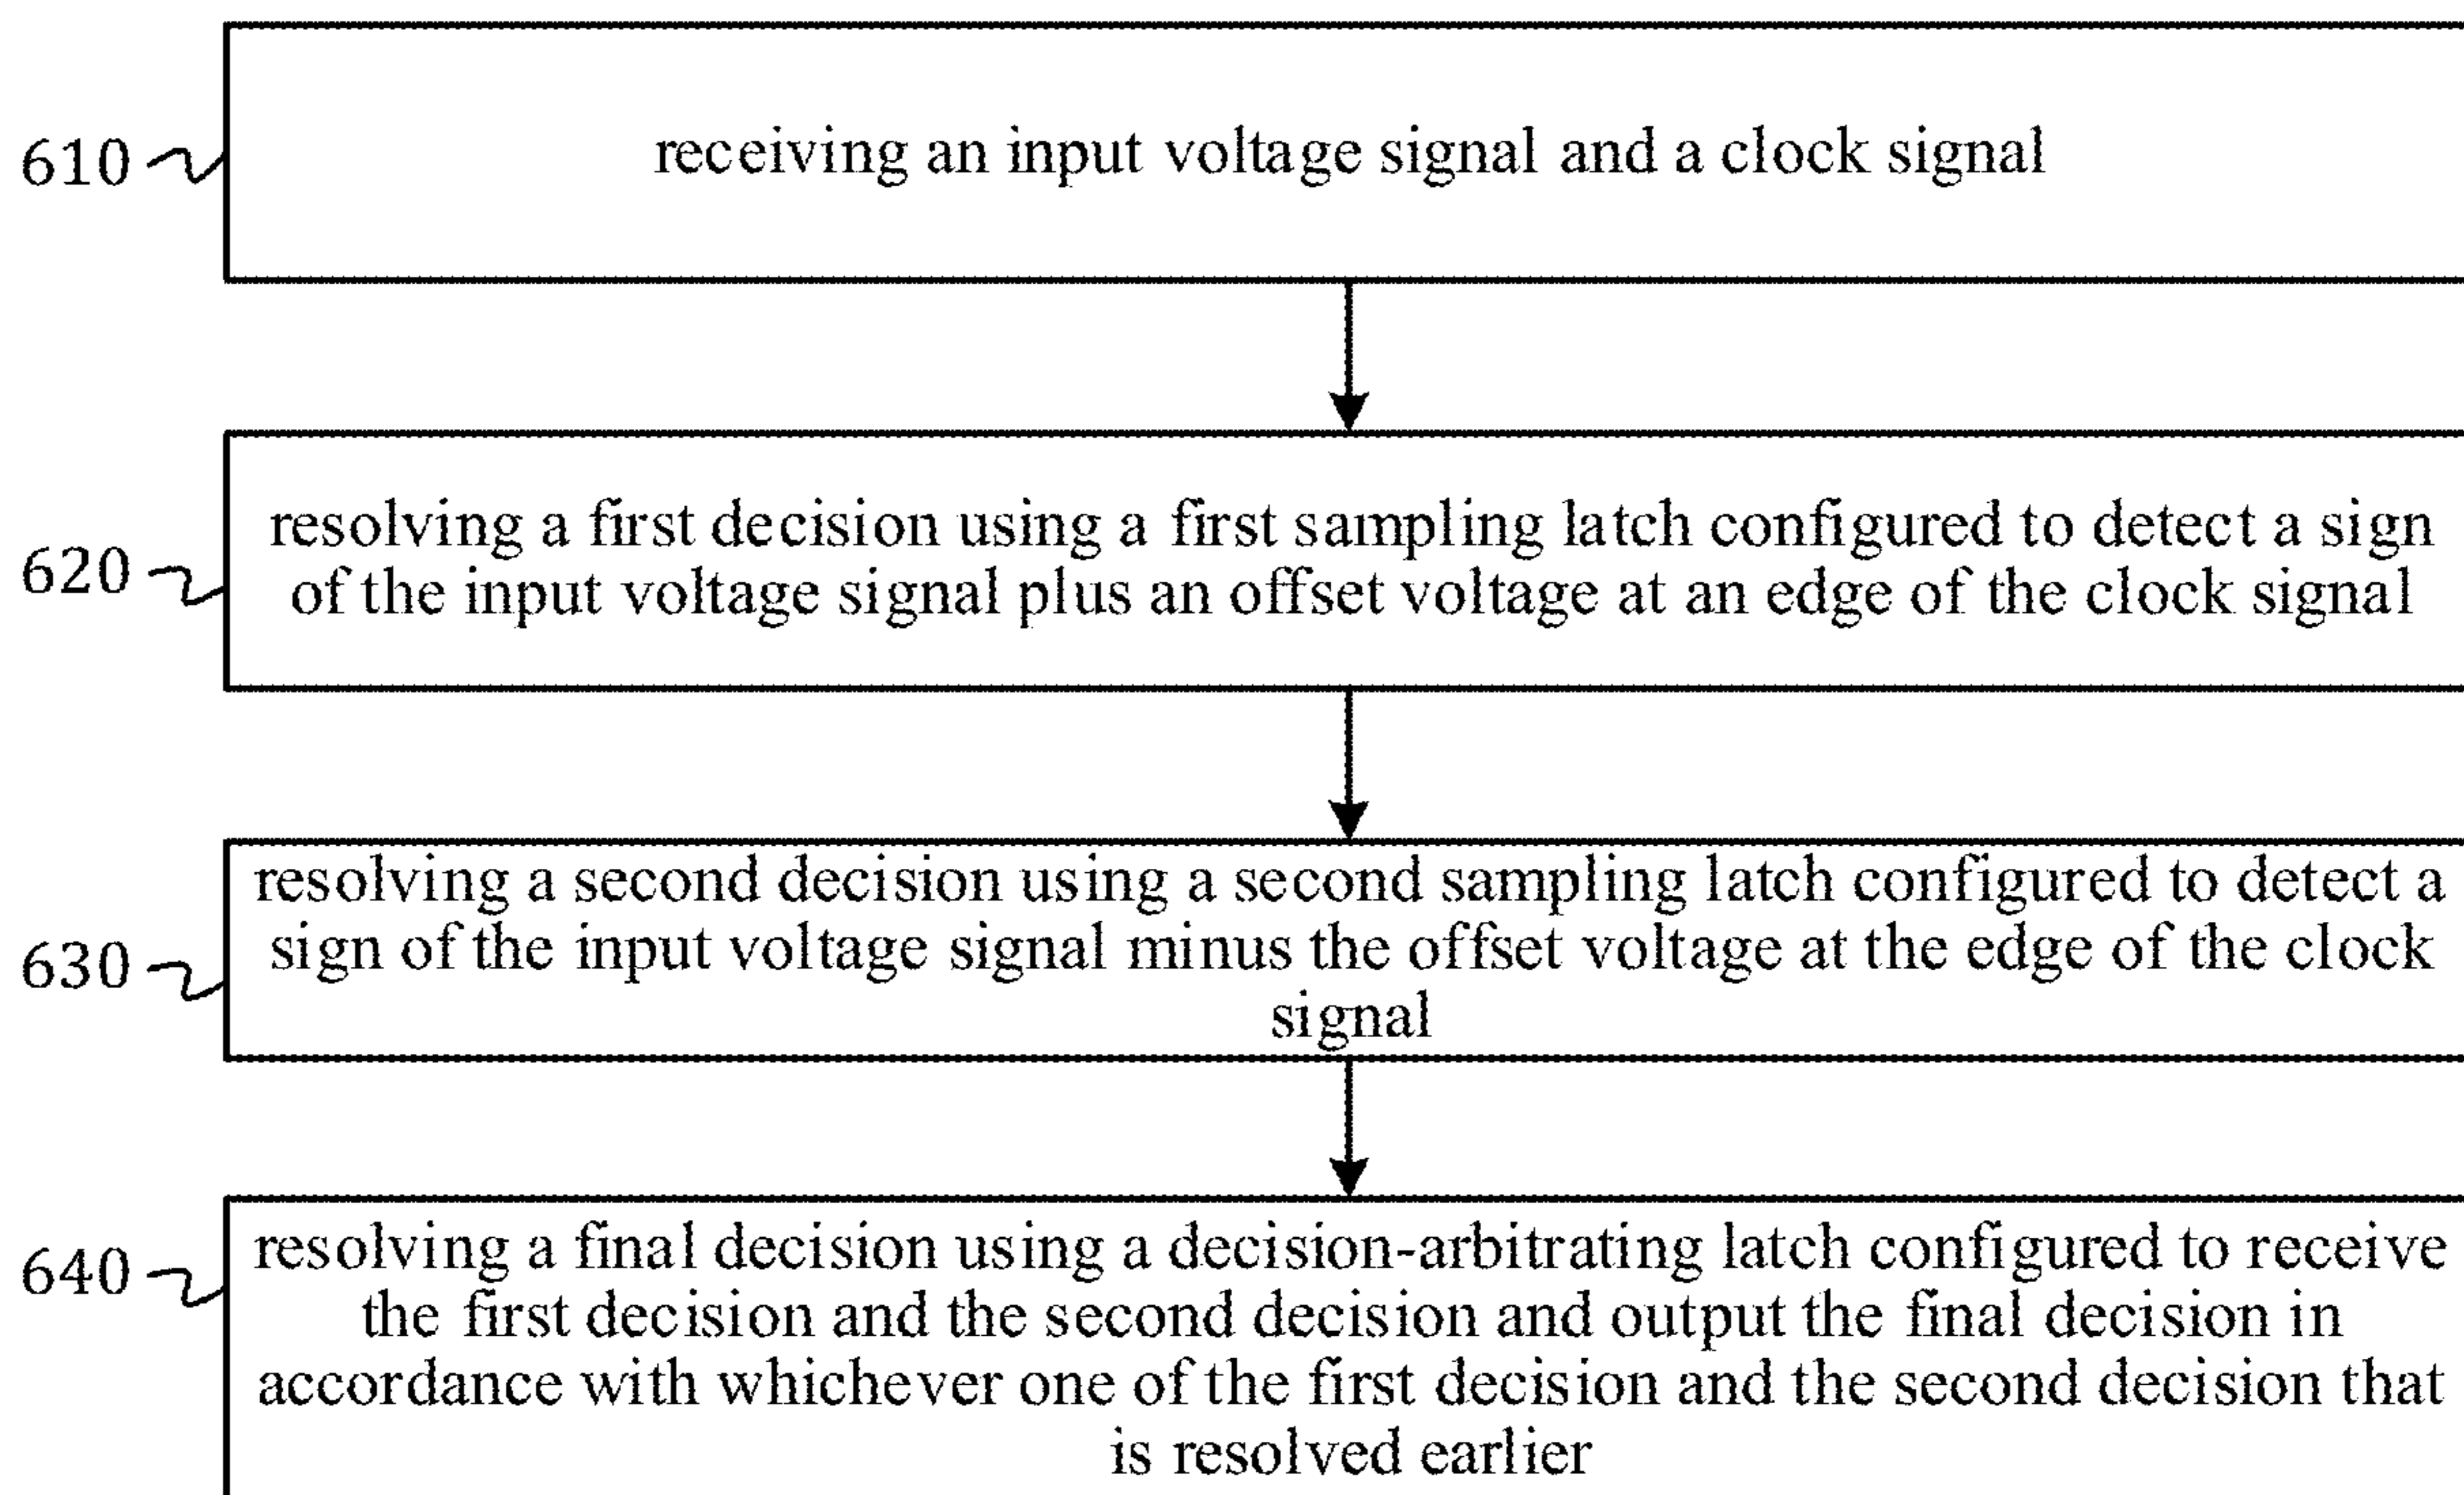 610
receiving an input voltage signal and a clock signal
620
resolving a first decision using a first sampling latch configured to detect a sign
of the input voltage signal plus an offset voltage at an edge of the clock signal
630
resolving a second decision using a second sampling latch configured to detect a
sign of the input voltage signal minus the offset voltage at the edge of the clock
signal
640
resolving a final decision using a decision-arbitrating latch configured to receive
the first decision and the second decision and output the final decision in
accordance with whichever one of the first decision and the second decision that
is resolved earlier